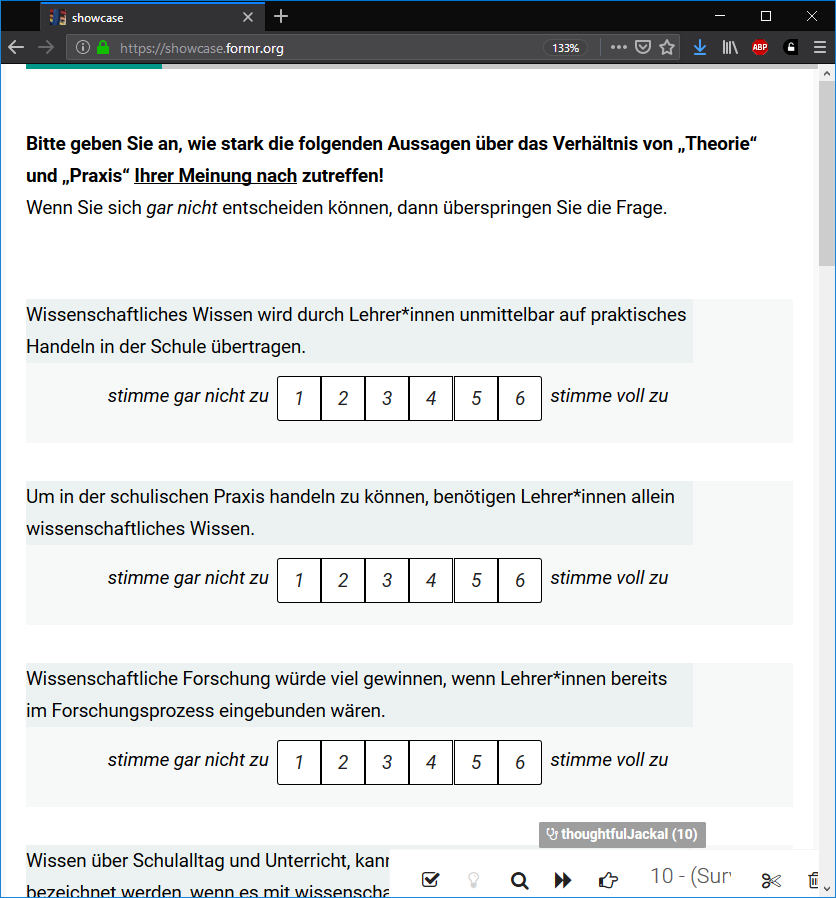 showcase
https://showcase.formr.org
133%
ABP
Bitte geben Sie an, wie stark die folgenden Aussagen über das Verhältnis von „Theorie“
und „Praxis“ Ihrer Meinung nach zutreffen!
Wenn Sie sich gar nicht entscheiden können, dann überspringen Sie die Frage.
Wissenschaftliches Wissen wird durch Lehrer*innen unmittelbar auf praktisches
Handeln in der Schule übertragen.
stimme gar nicht zu 1 2 3 4 5 6 stimme voll zu
Um in der schulischen Praxis handeln zu können, benötigen Lehrer*innen allein
wissenschaftliches Wissen.
stimme gar nicht zu 1 2 3 4 5 6 stimme voll zu
Wissenschaftliche Forschung würde viel gewinnen, wenn Lehrer*innen bereits
im Forschungsprozess eingebunden wären.
stimme gar nicht zu 1 2 3 4 5 6 stimme voll zu
thoughtfulJackal (10)
Wissen über Schulalltag und Unterricht,
10 - (Sur
bezeichnet werden, wenn es mit